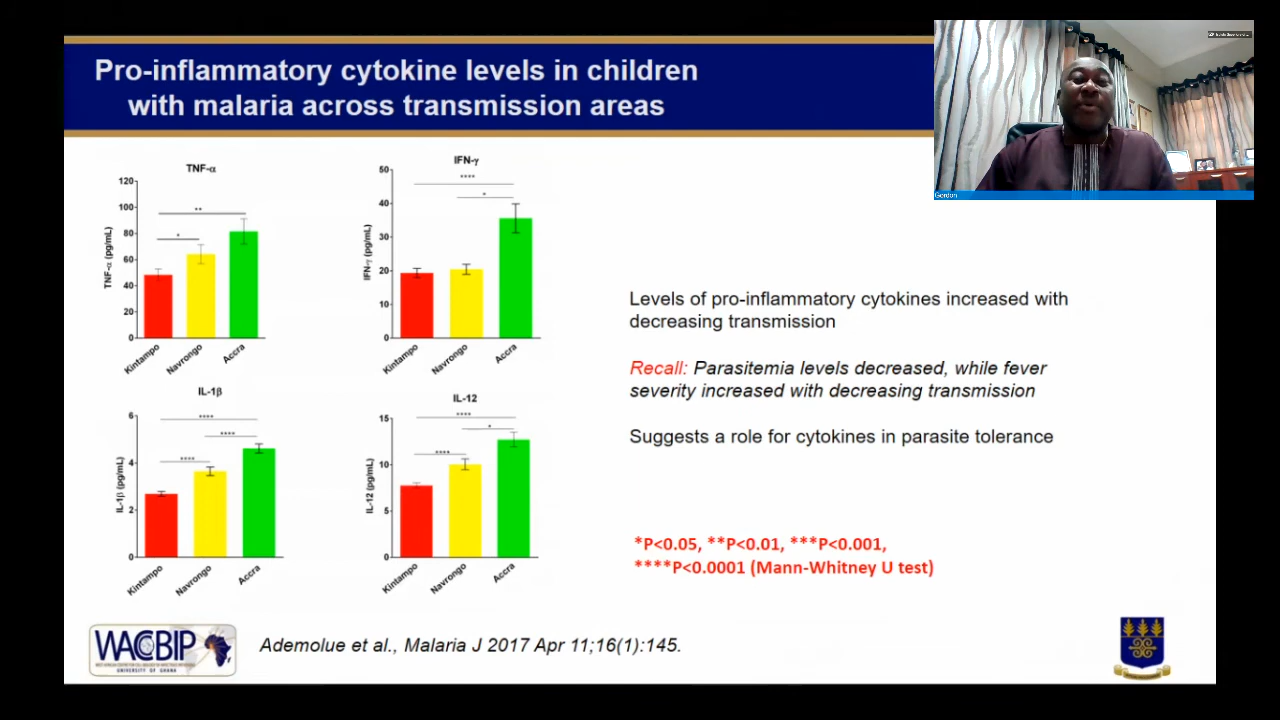 Pro-inflammatory cytokine levels in children
with malaria across transmission areas
Gordon
TNF-α
120
100
80
60
40
20
0
TNF-α (pg/mL)
**
*
Kintampo
Navrongo
Accra
IFN-γ
50
40
30
20
10
0
IFN-γ (pg/mL)
****
*
Kintampo
Navrongo
Accra
IL-1β
6
4
2
0
IL-1β (pg/mL)
****
****
****
Kintampo
Navrongo
Accra
IL-12
15
10
5
0
IL-12 (pg/mL)
****
*
****
Kintampo
Navrongo
Accra
Levels of pro-inflammatory cytokines increased with
decreasing transmission
Recall: Parasitemia levels decreased, while fever
severity increased with decreasing transmission
Suggests a role for cytokines in parasite tolerance
*P<0.05, **P<0.01, ***P<0.001,
****P<0.0001 (Mann-Whitney U test)
WACCBIP
UNIVERSITY OF GHANA
Ademolue et al., Malaria J 2017 Apr 11;16(1):145.